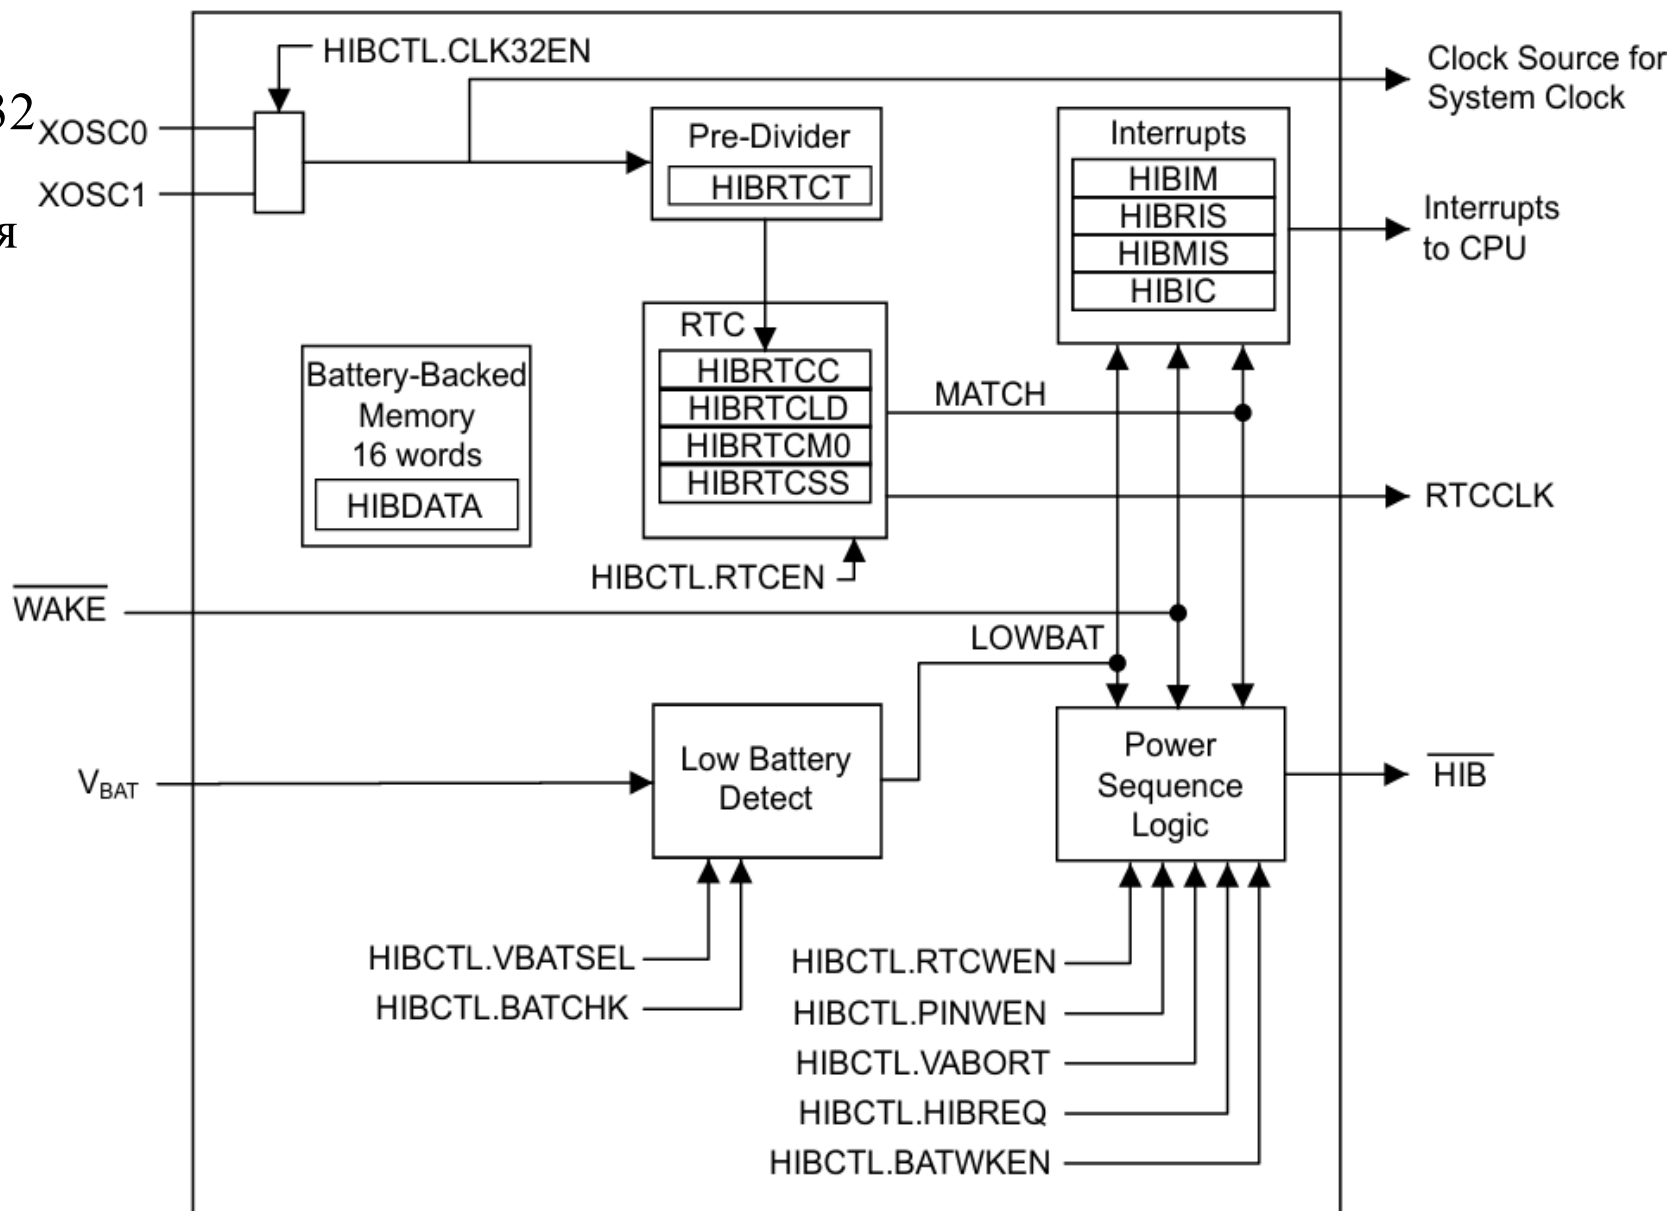 HIBCTL.CLK32EN
Clock Source for
System Clock
32
XOSC0
XOSC1
я
Pre-Divider
HIBRTCT
Interrupts
HIBIM
HIBRIS
HIBMIS
HIBIC
Interrupts
to CPU
RTC
HIBRTCC
HIBRTCLD
HIBRTCM0
HIBRTCSS
Battery-Backed
Memory
16 words
HIBDATA
MATCH
RTCCLK
HIBCTL.RTCEN
WAKE
LOWBAT
VBAT
Low Battery
Detect
Power
Sequence
Logic
HIB
HIBCTL.VBATSEL
HIBCTL.BATCHK
HIBCTL.RTCWEN
HIBCTL.PINWEN
HIBCTL.VABORT
HIBCTL.HIBREQ
HIBCTL.BATWKEN